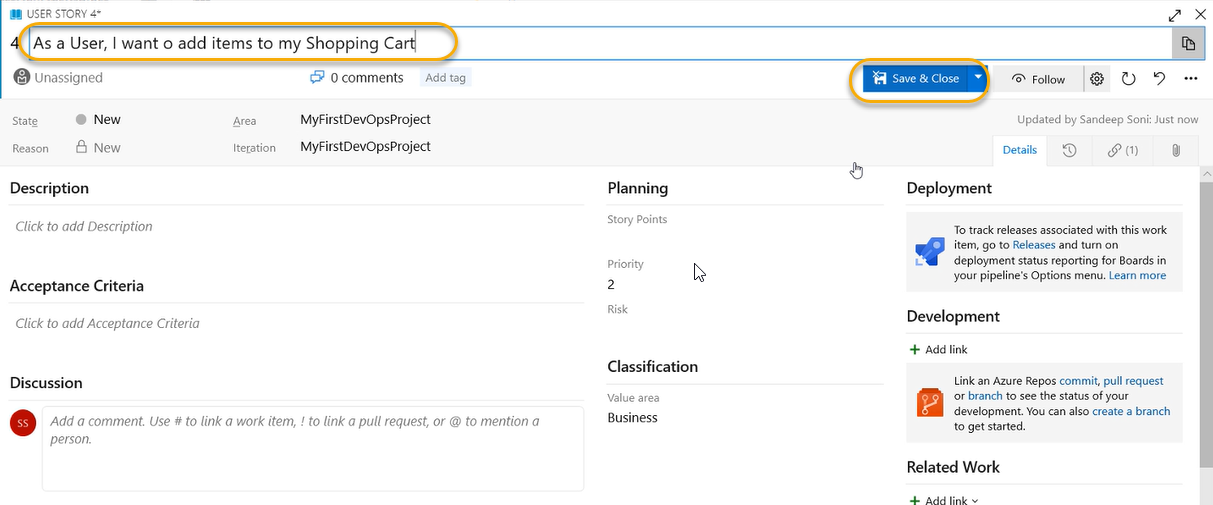 USER STORY 4*
4 As a User, I want o add items to my Shopping Cart
Unassigned 0 comments Add tag Save & Close Follow
State New Area MyFirstDevOpsProject Updated by Sandeep Soni: Just now
Reason New Iteration MyFirstDevOpsProject Details (1)
Description Planning Deployment
Click to add Description Story Points
To track releases associated with this work
item, go to Releases and turn on
deployment status reporting for Boards in
your pipeline's Options menu. Learn more
Priority
2
Acceptance Criteria
Click to add Acceptance Criteria
Risk
Development
Add link
Classification
Discussion
Value area
Business
SS Add a comment. Use # to link a work item, ! to link a pull request, or @ to mention a
person.
Link an Azure Repos commit, pull request
or branch to see the status of your
development. You can also create a branch
to get started.
Related Work
Add link